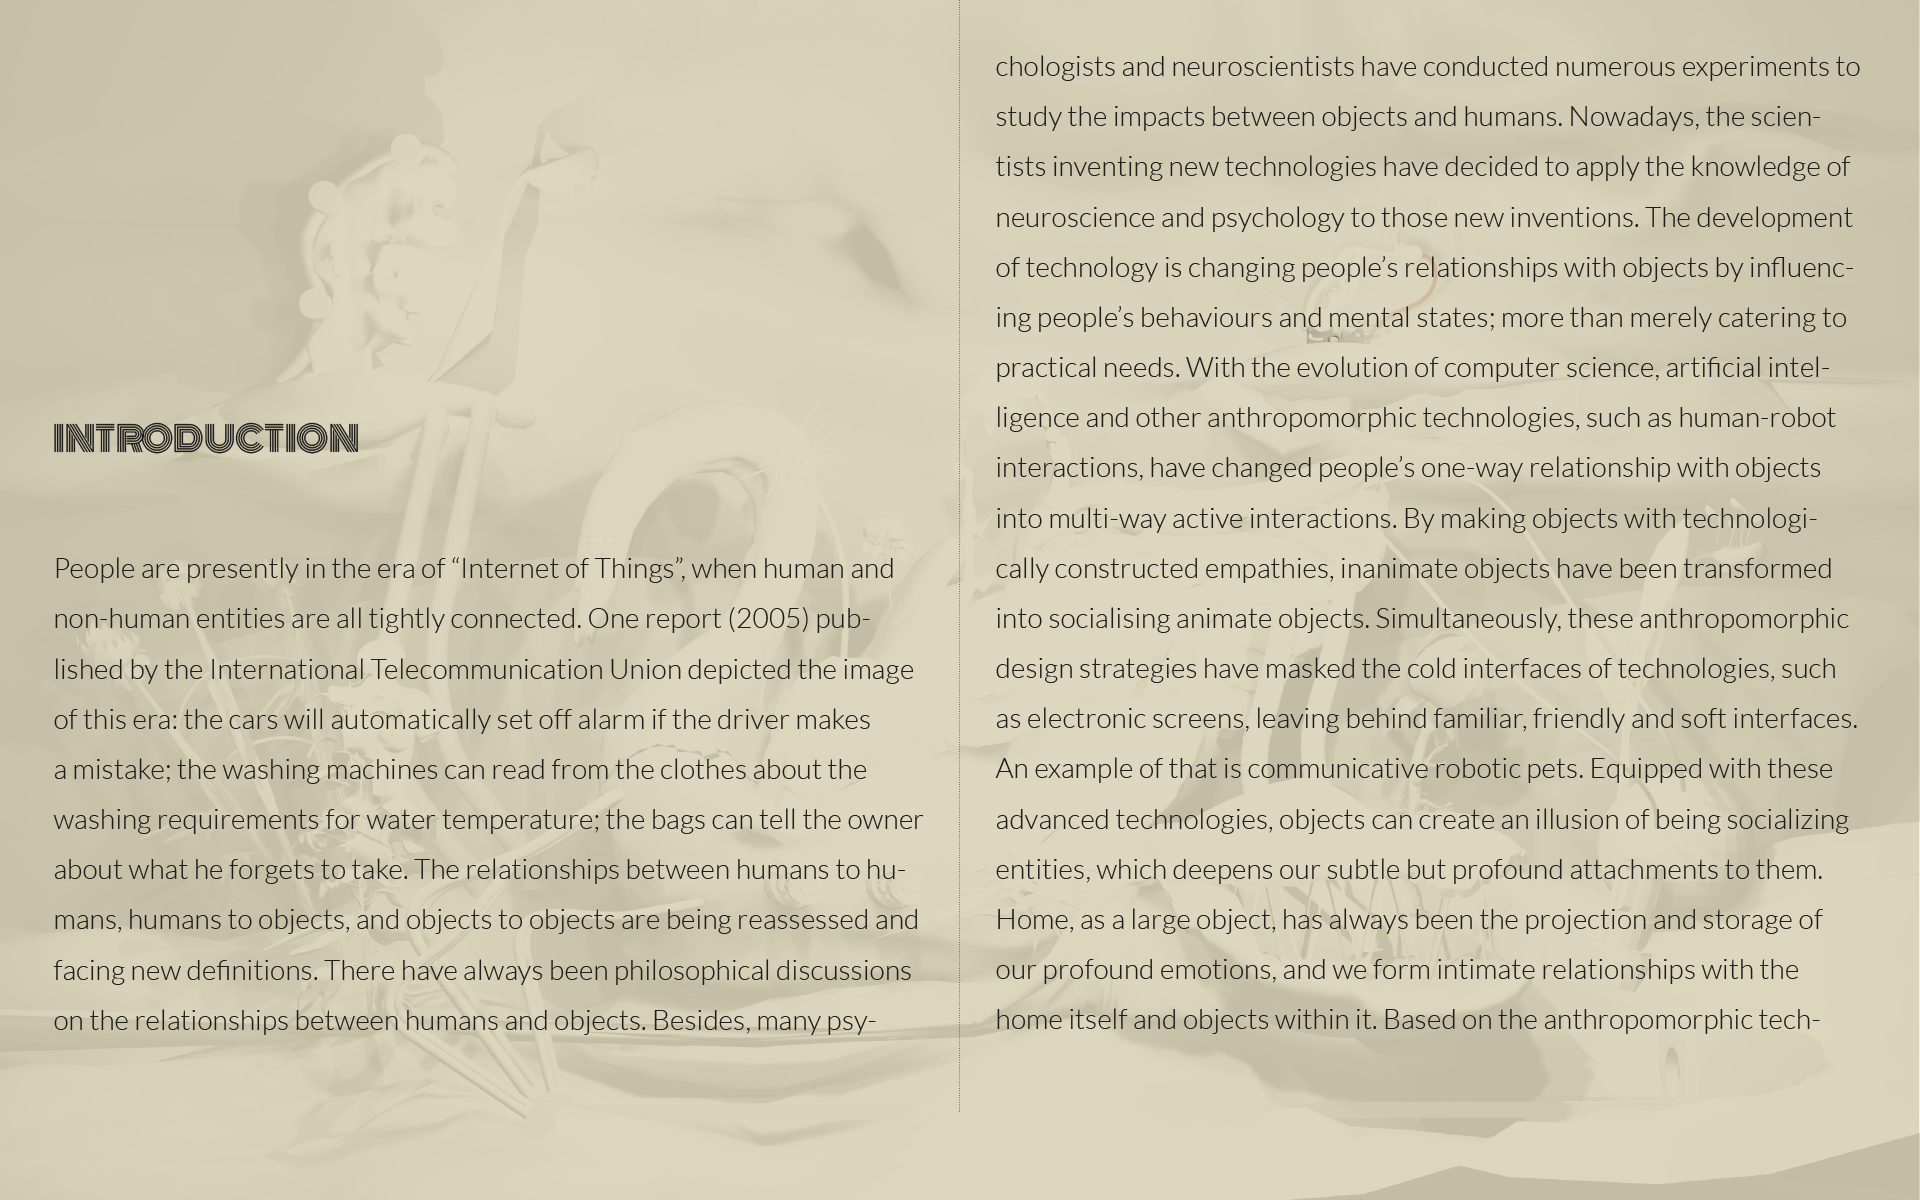 INTRODUCTION
People are presently in the era of “Internet of Things”, when human and
non-human entities are all tightly connected. One report (2005) pub-
lished by the International Telecommunication Union depicted the image
of this era: the cars will automatically set off alarm if the driver makes
a mistake; the washing machines can read from the clothes about the
washing requirements for water temperature; the bags can tell the owner
about what he forgets to take. The relationships between humans to hu-
mans, humans to objects, and objects to objects are being reassessed and
facing new definitions. There have always been philosophical discussions
on the relationships between humans and objects. Besides, many psy-
chologists and neuroscientists have conducted numerous experiments to
study the impacts between objects and humans. Nowadays, the scien-
tists inventing new technologies have decided to apply the knowledge of
neuroscience and psychology to those new inventions. The development
of technology is changing people’s relationships with objects by influenc-
ing people’s behaviours and mental states; more than merely catering to
practical needs. With the evolution of computer science, artificial intel-
ligence and other anthropomorphic technologies, such as human-robot
interactions, have changed people’s one-way relationship with objects
into multi-way active interactions. By making objects with technologi-
cally constructed empathies, inanimate objects have been transformed
into socialising animate objects. Simultaneously, these anthropomorphic
design strategies have masked the cold interfaces of technologies, such
as electronic screens, leaving behind familiar, friendly and soft interfaces.
An example of that is communicative robotic pets. Equipped with these
advanced technologies, objects can create an illusion of being socializing
entities, which deepens our subtle but profound attachments to them.
Home, as a large object, has always been the projection and storage of
our profound emotions, and we form intimate relationships with the
home itself and objects within it. Based on the anthropomorphic tech-